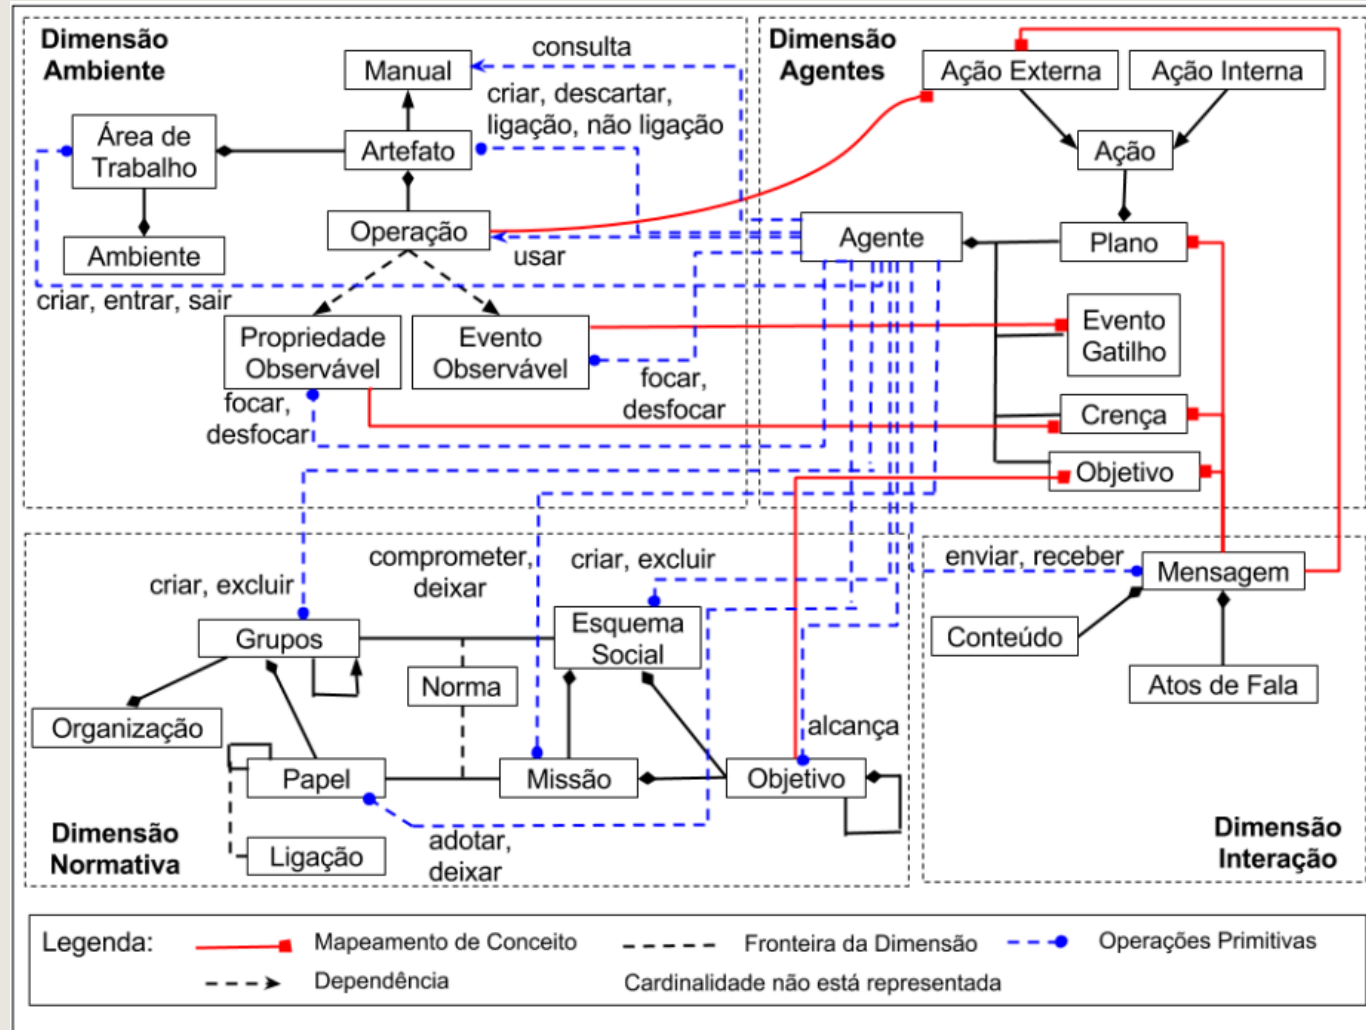 Dimensão
Ambiente
Manual
consulta
criar, descartar,
ligação, não ligação
Área de
Trabalho
Artefato
Operação
usar
Ambiente
criar, entrar, sair
Propriedade
Observável
Evento
Observável
focar,
desfocar
focar,
desfocar
Dimensão
Agentes
Ação Externa
Ação Interna
Ação
Agente
Plano
Evento
Gatilho
Crença
Objetivo
criar, excluir
comprometer,
deixar
criar, excluir
Grupos
Esquema
Social
Norma
Organização
alcança
Papel
Missão
Objetivo
Dimensão
Normativa
Ligação
adotar,
deixar
enviar, receber
Mensagem
Conteúdo
Atos de Fala
Dimensão
Interação
Legenda:
Mapeamento de Conceito
Fronteira da Dimensão
Operações Primitivas
Dependência
Cardinalidade não está representada